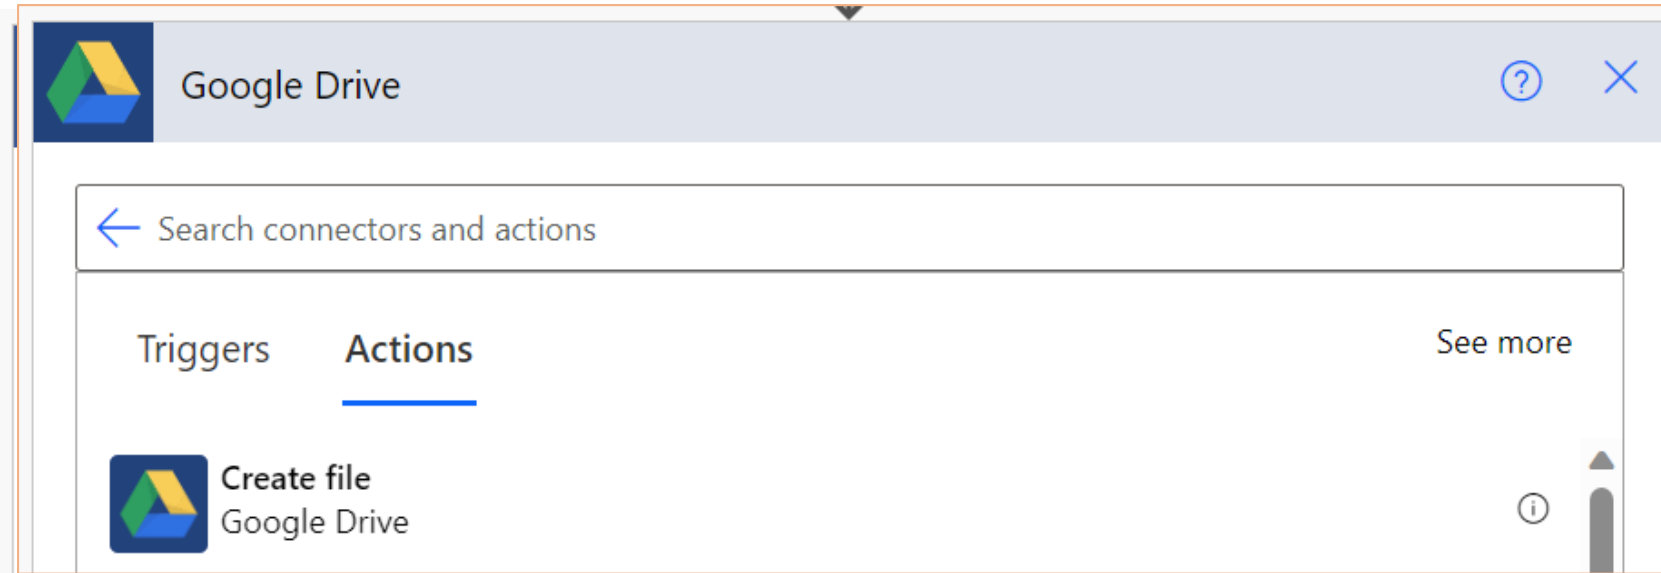 Google Drive
Search connectors and actions
Triggers Actions See more
Create file
Google Drive